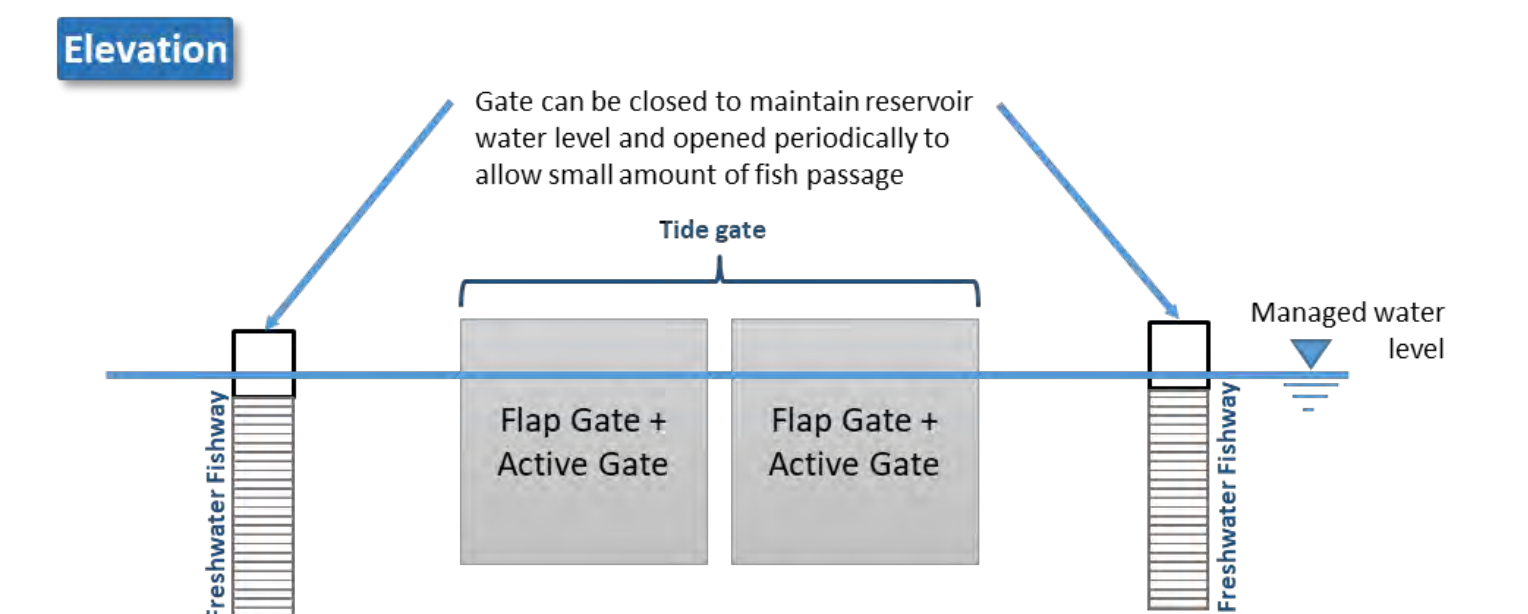 Elevation
Gate can be closed to maintain reservoir
water level and opened periodically to
allow small amount of fish passage
Tide gate
Managed water
level
Flap Gate +
Active Gate
Flap Gate +
Active Gate
Freshwater Fishway
Freshwater Fishway